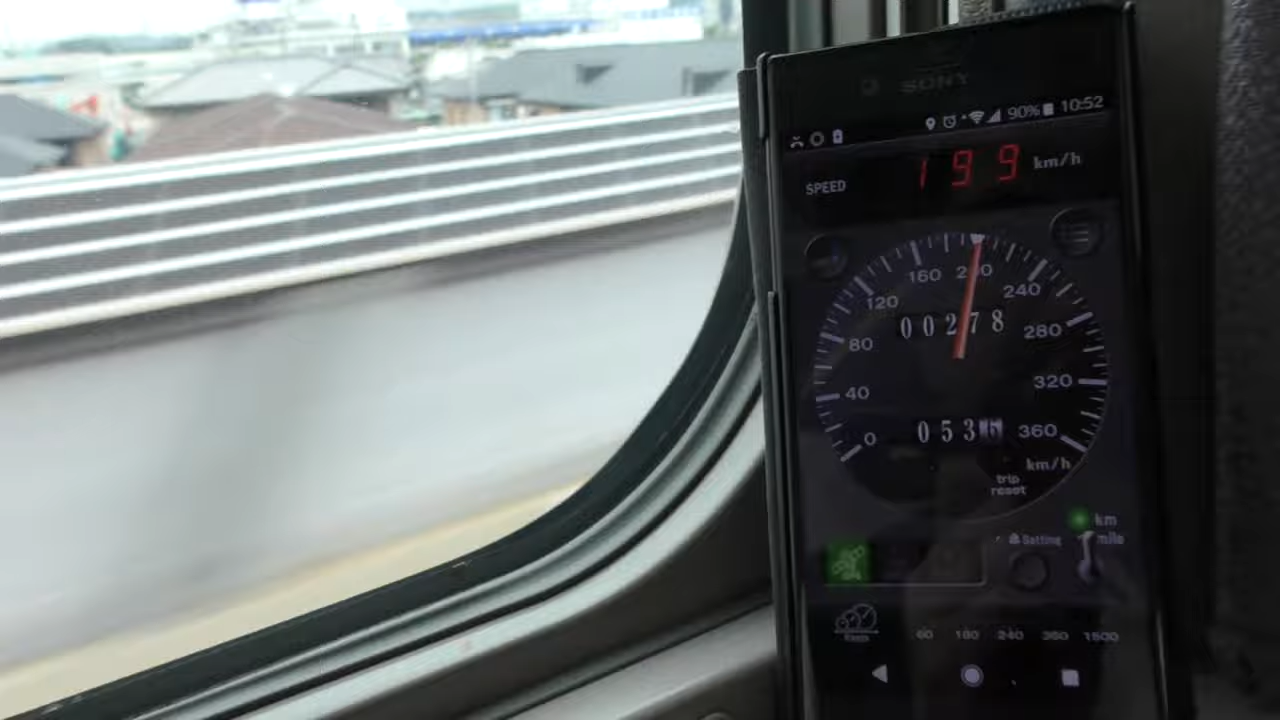 SONY
90% 10:52
SPEED 199 km/h
160 200 240
120 280
00278
80 320
40 360
0 km/h
053
trip
reset
km
Setting mile
60 180 240 360 1500